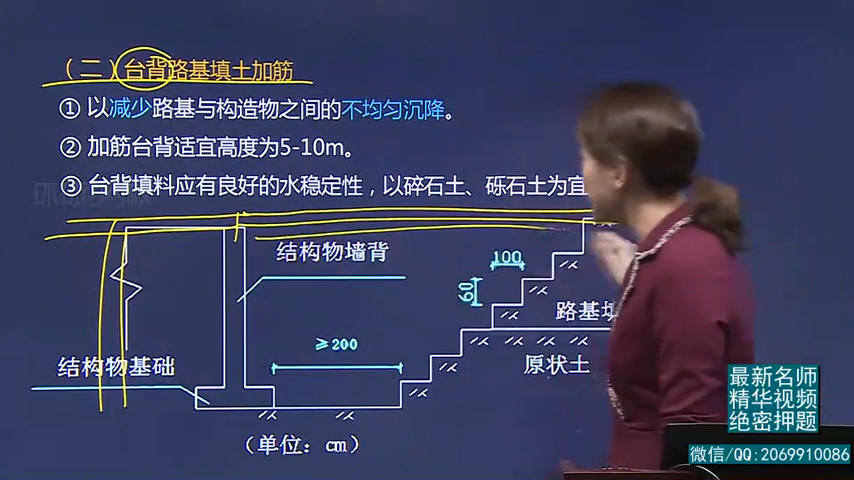 （二）台背路基填土加筋
① 以减少路基与构造物之间的不均匀沉降。
② 加筋台背适宜高度为5-10m。
③ 台背填料应有良好的水稳定性，以碎石土、砾石土为宜
结构物墙背
100
60
路基填
≥200
结构物基础
原状土
（单位：cm）
最新名师
精华视频
绝密押题
微信/QQ:2069910086